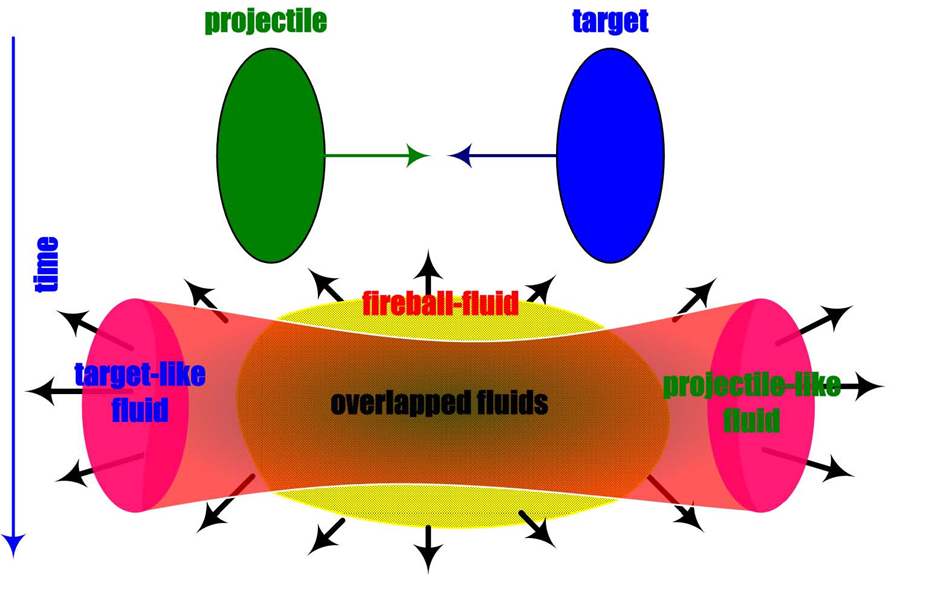 projectile
target
time
fireball-fluid
target-like
fluid
overlapped fluids
projectile-like
fluid